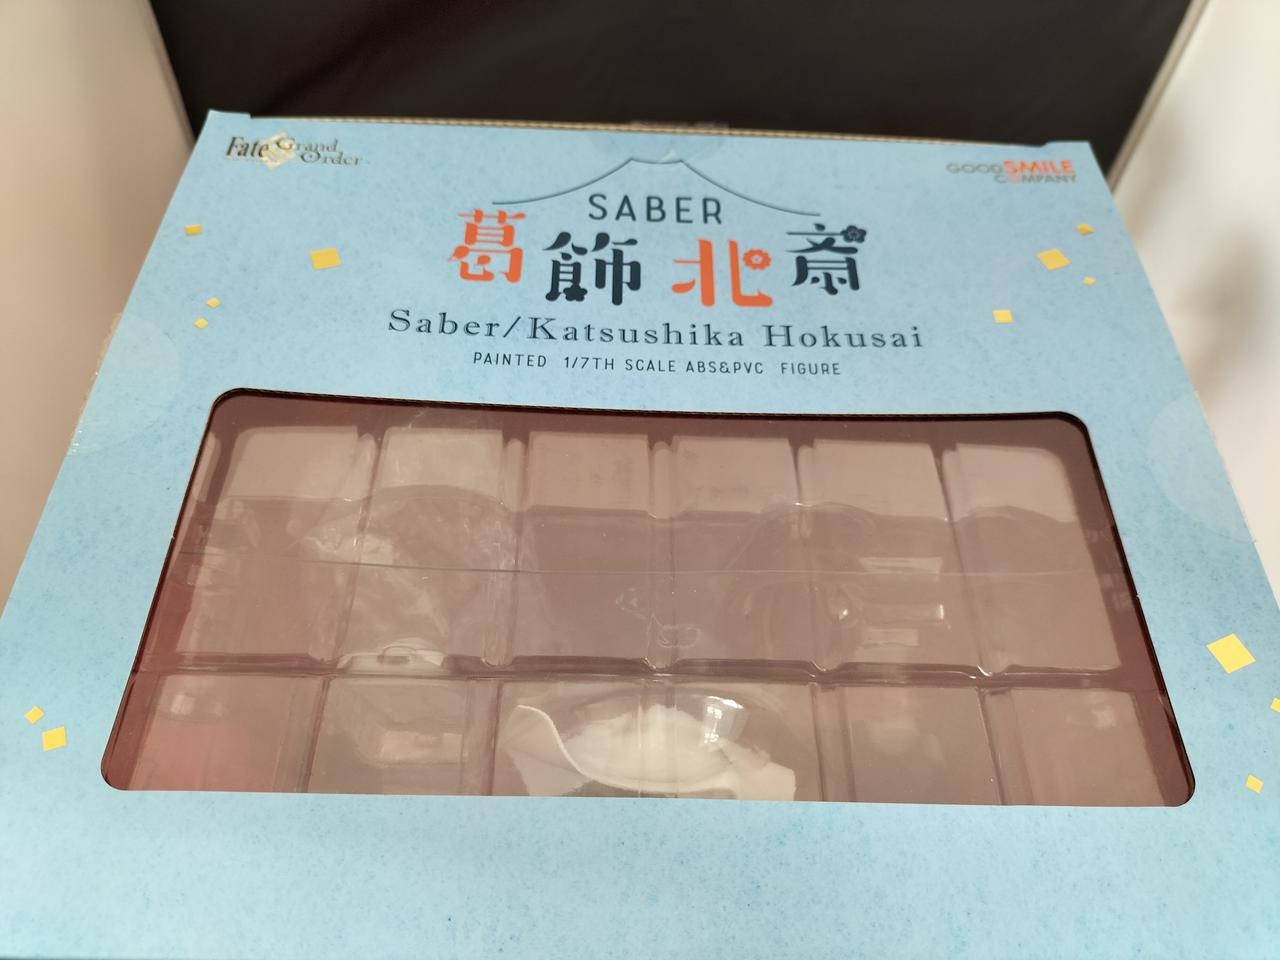 Fate Grand Order
GOOD SMILE COMPANY
SABER
葛飾北斎
Saber/Katsushika Hokusai
PAINTED 1/7TH SCALE ABS&PVC FIGURE